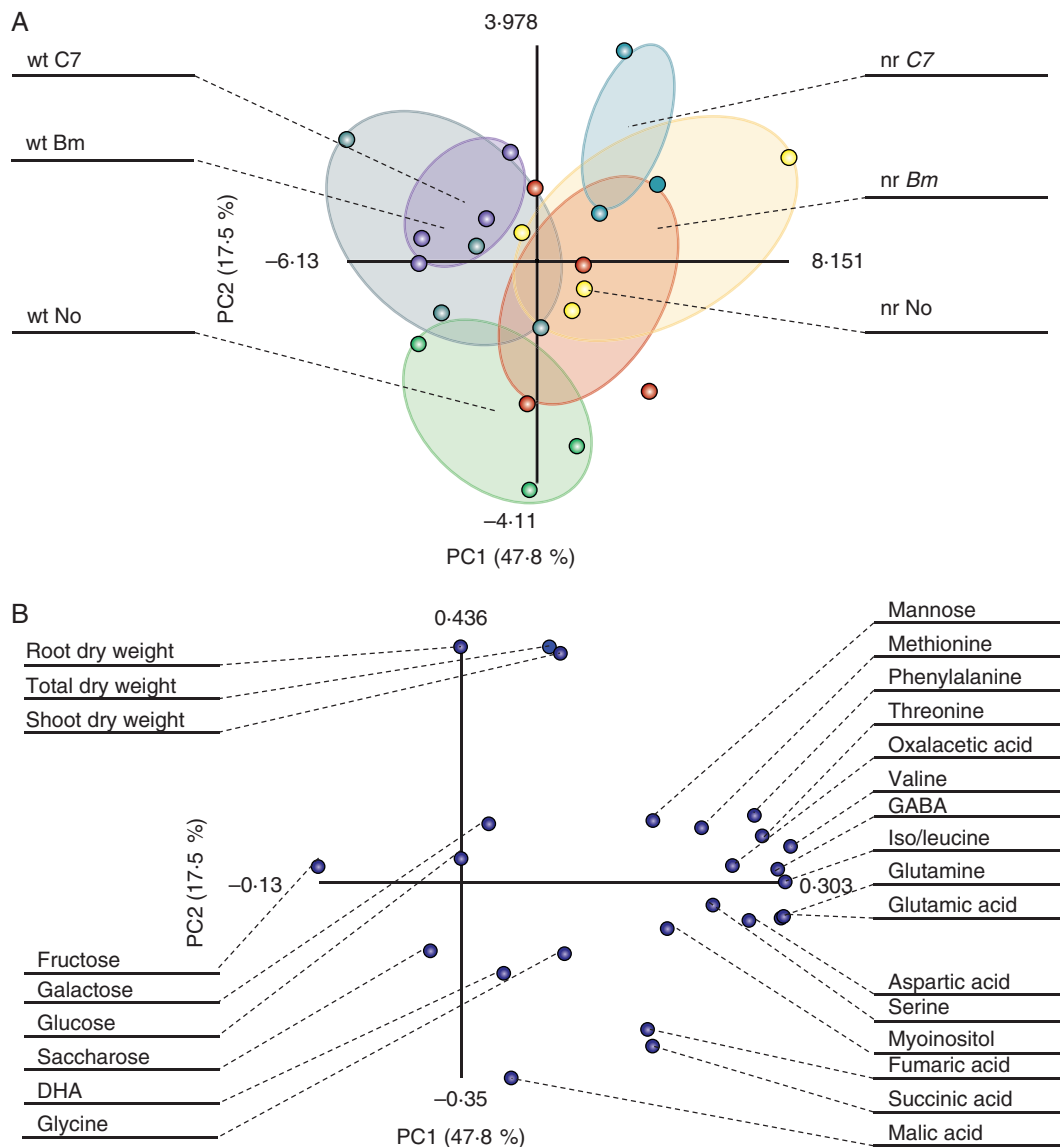 A
3·978
wt C7
nr C7
wt Bm
nr Bm
PC2 (17·5 %)
–6·13
8·151
wt No
nr No
–4·11
PC1 (47·8 %)
B
0·436
Mannose
Root dry weight
Methionine
Total dry weight
Phenylalanine
Shoot dry weight
Threonine
Oxalacetic acid
Valine
GABA
Iso/leucine
PC2 (17·5 %)
–0·13
0·303
Glutamine
Glutamic acid
Fructose
Aspartic acid
Galactose
Serine
Glucose
Myoinositol
Saccharose
Fumaric acid
DHA
–0·35
Succinic acid
Glycine
PC1 (47·8 %)
Malic acid